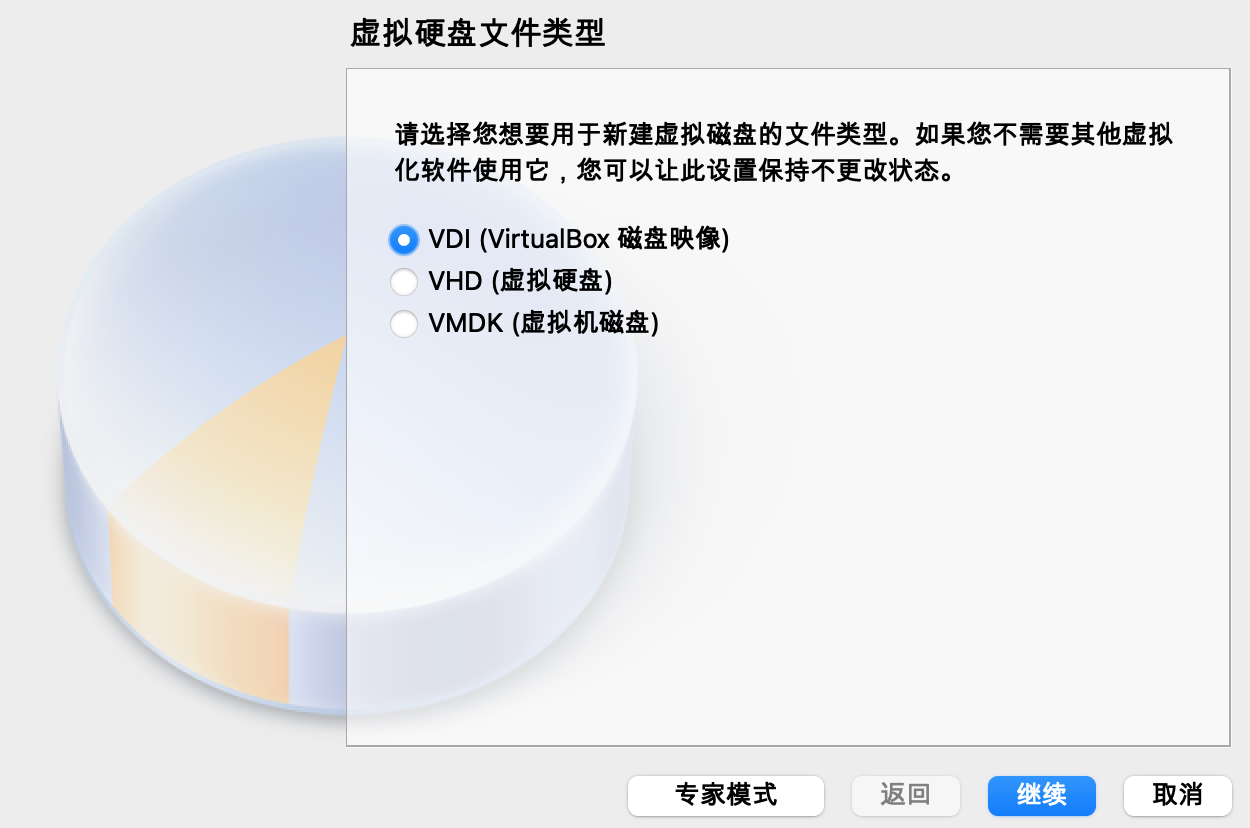 虚拟硬盘文件类型
请选择您想要用于新建虚拟磁盘的文件类型。如果您不需要其他虚拟
化软件使用它，您可以让此设置保持不更改状态。
VDI (VirtualBox 磁盘映像)
VHD (虚拟硬盘)
VMDK (虚拟机磁盘)
专家模式 返回 继续 取消